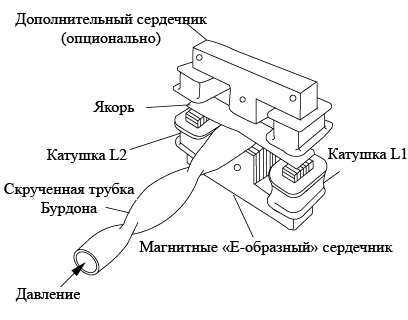 Дополнительный сердечник
(опционально)
Якорь
Катушка L2
Катушка L1
Скрученная трубка
Бурдона
Магнитные «Е-образный» сердечник
Давление